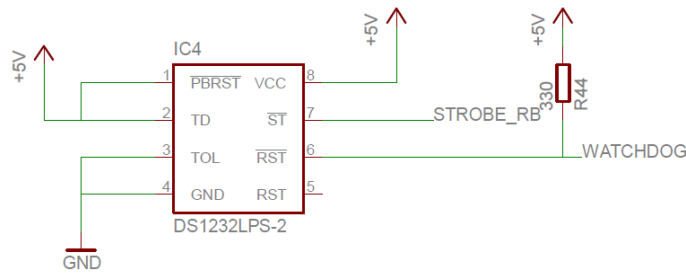 +5V
+5V
+5V
IC4
1 PBRST VCC 8
2 TD ST 7
STROBE_RB
330
R44
3 TOL RST 6
WATCHDOG
4 GND RST 5
DS1232LPS-2
GND